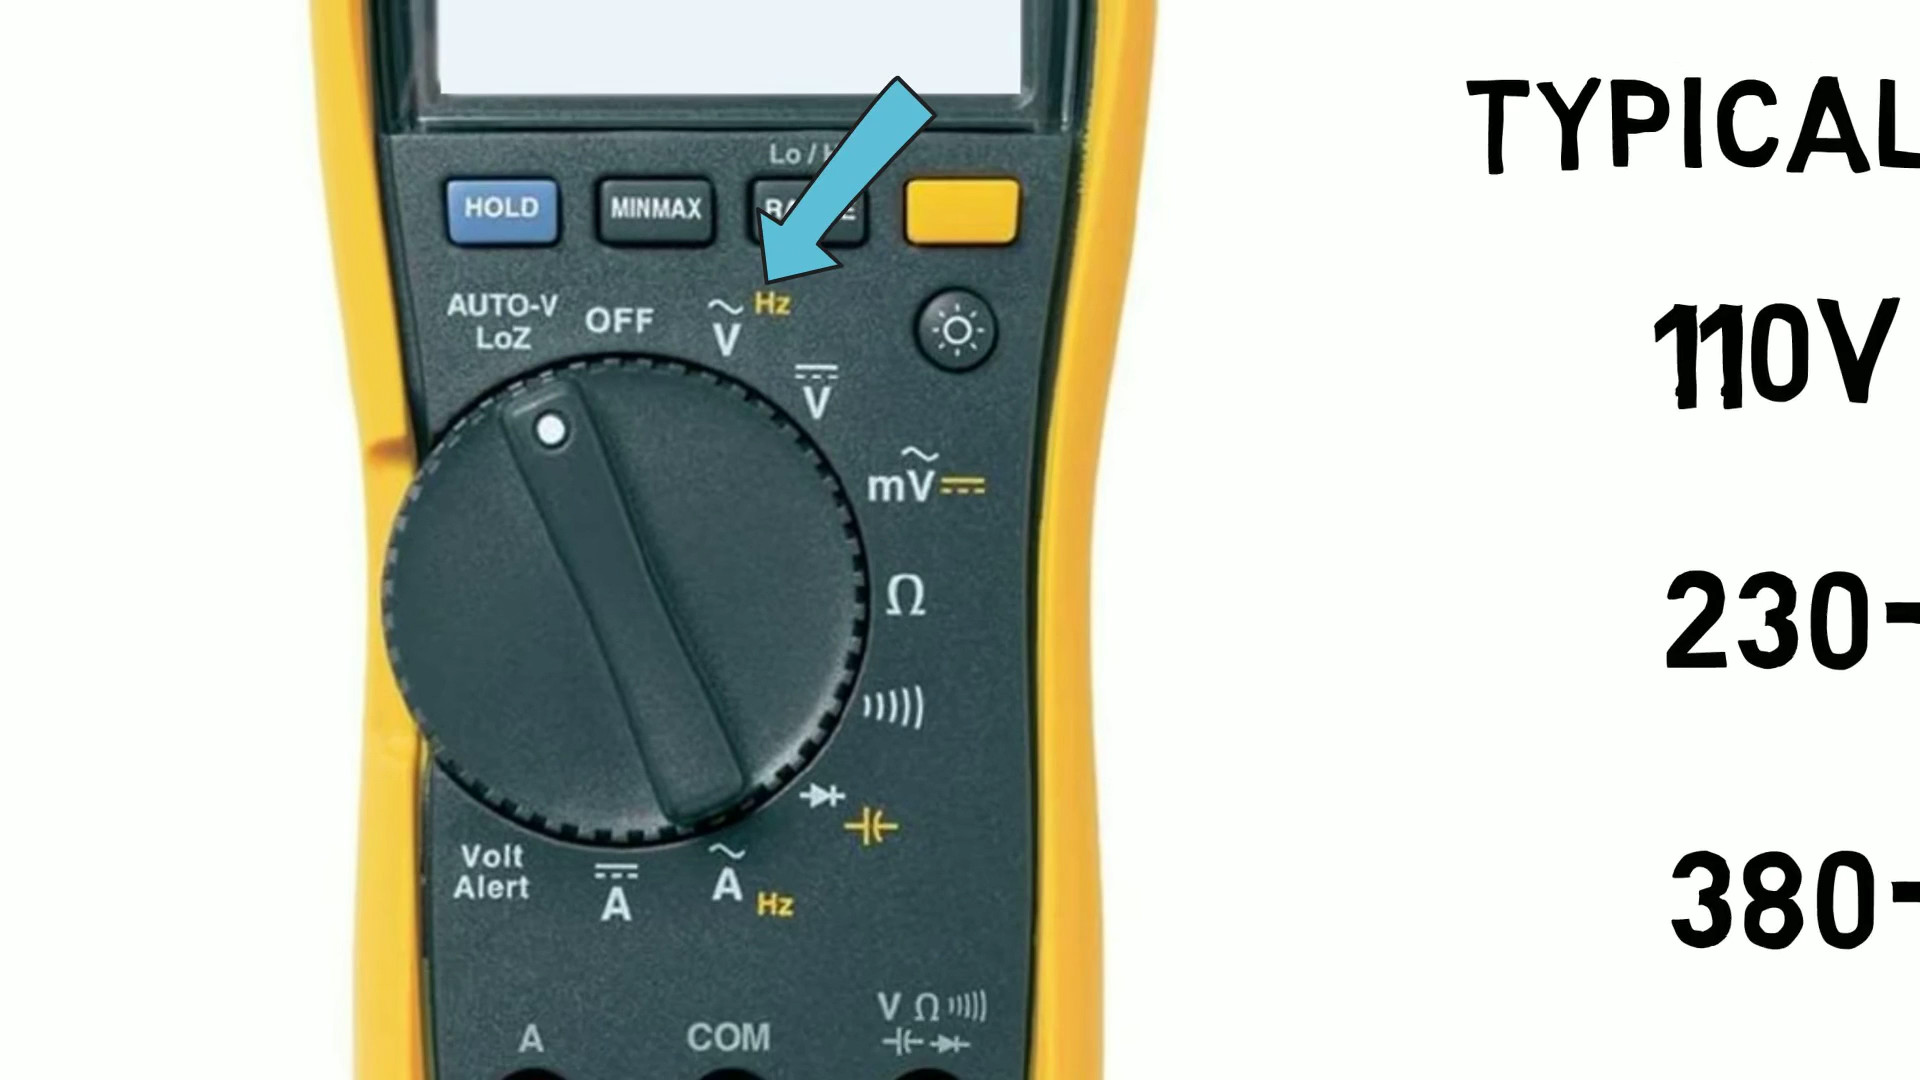 TYPICAL
110V
230-
380-
Lo /
HOLD
MINMAX
AUTO-V
LoZ
OFF
V
Hz
V
mV
Ω
Volt
Alert
A
A
Hz
A
COM
V Ω